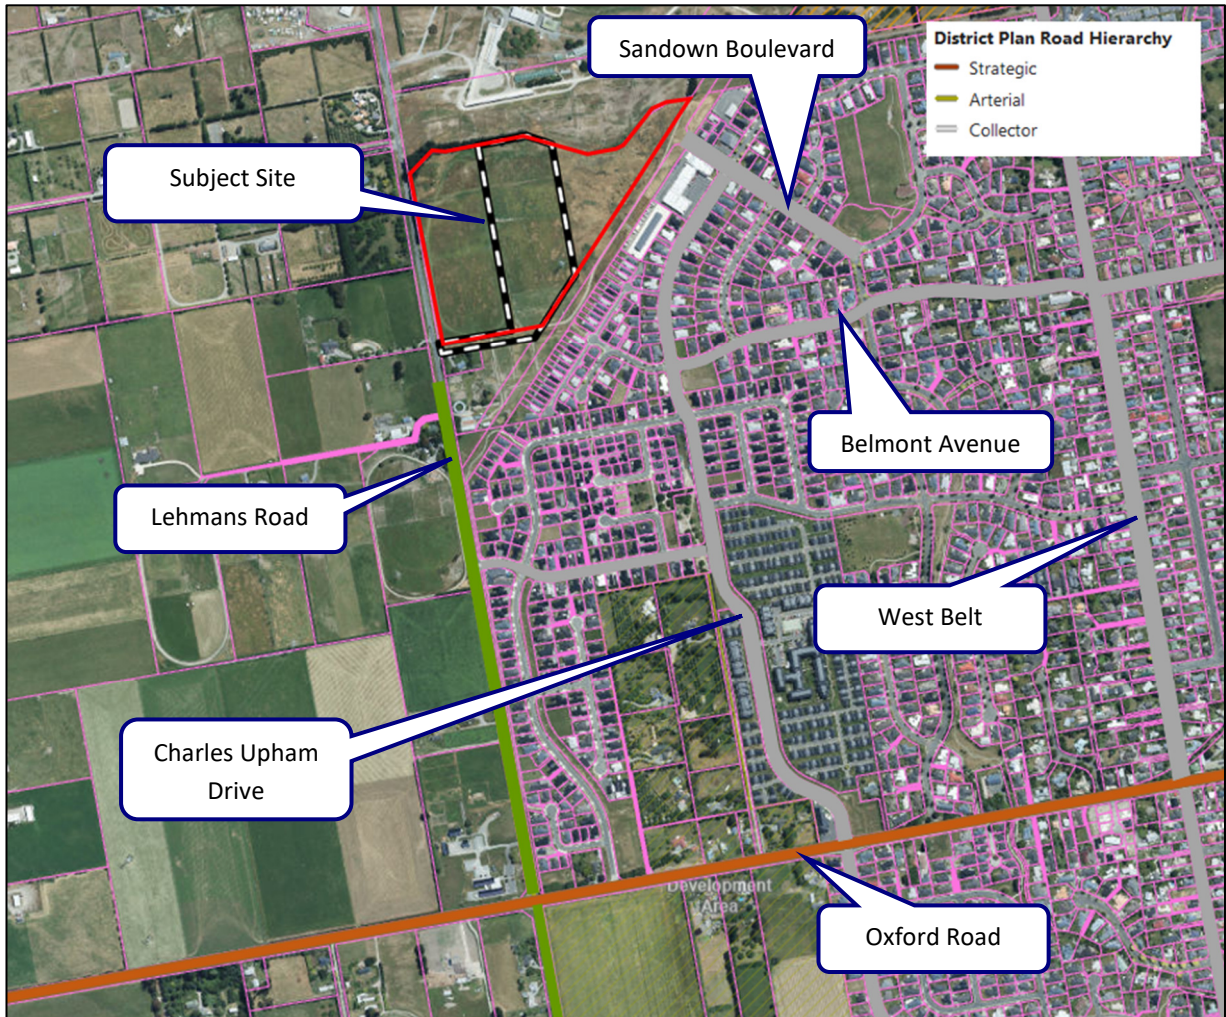 Sandown Boulevard
District Plan Road Hierarchy
Strategic
Arterial
Collector
Subject Site
Belmont Avenue
Lehmans Road
West Belt
Charles Upham
Drive
Development
Area
Oxford Road